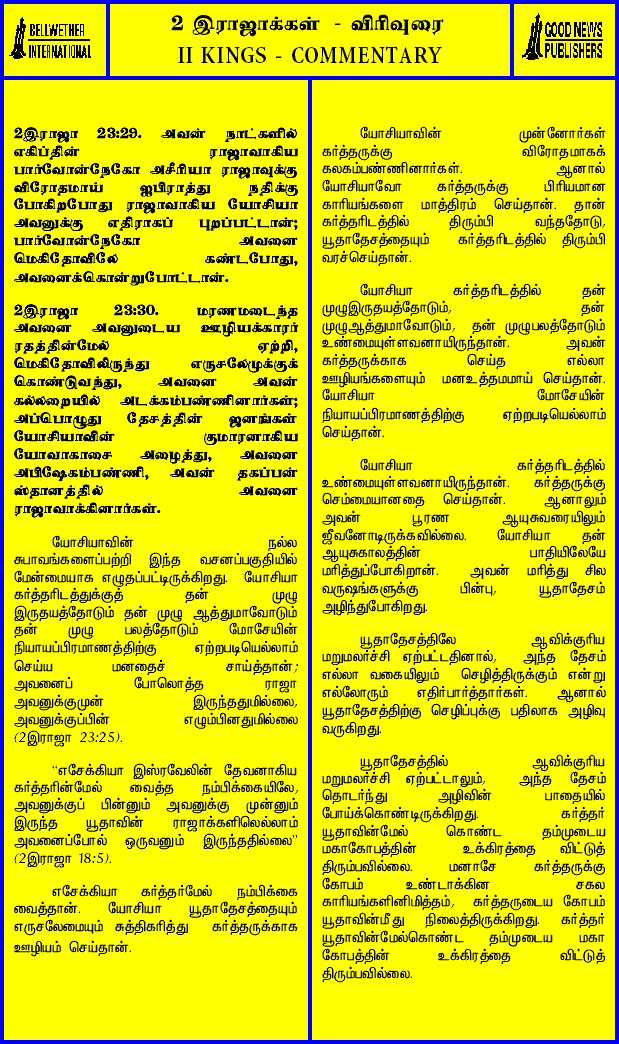 BELLWETHER
INTERNATIONAL
2 இராஜாக்கள் - விரிவுரை
II KINGS - COMMENTARY
GOOD NEWS
PUBLISHERS
2இராஜா 23:29. அவன் நாட்களில்
எகிப்தின் ராஜாவாகிய
பார்வோன்நேகோ அசீரியா ராஜாவுக்கு
விரோதமாய் ஐபிராத்து நதிக்கு
போகிறபோது ராஜாவாகிய யோசியா
அவனுக்கு எதிராகப் புறப்பட்டான்;
பார்வோன்நேகோ அவனை
மெகிதோவிலே கண்டபோது,
அவனைக்கொன்றுபோட்டான்.
2இராஜா 23:30. மரணமடைந்த
அவனை அவனுடைய ஊழியக்காரர்
ரதத்தின்மேல் ஏற்றி,
மெகிதோவிலிருந்து எருசலேமுக்குக்
கொண்டுவந்து, அவனை அவன்
கல்லறையில் அடக்கம்பண்ணினார்கள்;
அப்பொழுது தேசத்தின் ஜனங்கள்
யோசியாவின் குமாரனாகிய
யோவாகாசை அழைத்து, அவனை
அபிஷேகம்பண்ணி, அவன் தகப்பன்
ஸ்தானத்தில் அவனை
ராஜாவாக்கினார்கள்.
யோசியாவின் நல்ல
சுபாவங்களைப்பற்றி இந்த வசனப்பகுதியில்
மேன்மையாக எழுதப்பட்டிருக்கிறது. யோசியா
கர்த்தரிடத்துக்குத் தன் முழு
இருதயத்தோடும் தன் முழு ஆத்துமாவோடும்
தன் முழு பலத்தோடும் மோசேயின்
நியாயப்பிரமாணத்திற்கு ஏற்றபடியெல்லாம்
செய்ய மனதைச் சாய்த்தான்;
அவனைப் போலொத்த ராஜா
அவனுக்குமுன் இருந்ததுமில்லை,
அவனுக்குப்பின் எழும்பினதுமில்லை
(2இராஜா 23:25).
“எசேக்கியா இஸ்ரவேலின் தேவனாகிய
கர்த்தரின்மேல் வைத்த நம்பிக்கையிலே,
அவனுக்குப் பின்னும் அவனுக்கு முன்னும்
இருந்த யூதாவின் ராஜாக்களிலெல்லாம்
அவனைப்போல் ஒருவனும் இருந்ததில்லை”
(2இராஜா 18:5).
எசேக்கியா கர்த்தர்மேல் நம்பிக்கை
வைத்தான். யோசியா யூதாதேசத்தையும்
எருசலேமையும் சுத்திகரித்து கர்த்தருக்காக
ஊழியம் செய்தான்.
யோசியாவின் முன்னோர்கள்
கர்த்தருக்கு விரோதமாகக்
கலகம்பண்ணினார்கள். ஆனால்
யோசியாவோ கர்த்தருக்கு பிரியமான
காரியங்களை மாத்திரம் செய்தான். தான்
கர்த்தரிடத்தில் திரும்பி வந்ததோடு,
யூதாதேசத்தையும் கர்த்தரிடத்தில் திரும்பி
வரச்செய்தான்.
யோசியா கர்த்தரிடத்தில் தன்
முழுஇருதயத்தோடும், தன்
முழுஆத்துமாவோடும், தன் முழுபலத்தோடும்
உண்மையுள்ளவனாயிருந்தான். அவன்
கர்த்தருக்காக செய்த எல்லா
ஊழியங்களையும் மனஉத்தமமாய் செய்தான்.
யோசியா மோசேயின்
நியாயப்பிரமாணத்திற்கு ஏற்றபடியெல்லாம்
செய்தான்.
யோசியா கர்த்தரிடத்தில்
உண்மையுள்ளவனாயிருந்தான். கர்த்தருக்கு
செம்மையானதை செய்தான். ஆனாலும்
அவன் பூரண ஆயுசுவரையிலும்
ஜீவனோடிருக்கவில்லை. யோசியா தன்
ஆயுசுகாலத்தின் பாதியிலேயே
மரித்துப்போகிறான். அவன் மரித்து சில
வருஷங்களுக்கு பின்பு, யூதாதேசம்
அழிந்துபோகிறது.
யூதாதேசத்திலே ஆவிக்குரிய
மறுமலர்ச்சி ஏற்பட்டதினால், அந்த தேசம்
எல்லா வகையிலும் செழித்திருக்கும் என்று
எல்லோரும் எதிர்பார்த்தார்கள். ஆனால்
யூதாதேசத்திற்கு செழிப்புக்கு பதிலாக அழிவு
வருகிறது.
யூதாதேசத்தில் ஆவிக்குரிய
மறுமலர்ச்சி ஏற்பட்டாலும், அந்த தேசம்
தொடர்ந்து அழிவின் பாதையில்
போய்க்கொண்டிருக்கிறது. கர்த்தர்
யூதாவின்மேல் கொண்ட தம்முடைய
மகாகோபத்தின் உக்கிரத்தை விட்டுத்
திரும்பவில்லை. மனாசே கர்த்தருக்கு
கோபம் உண்டாக்கின சகல
காரியங்களினிமித்தம், கர்த்தருடைய கோபம்
யூதாவின்மீது நிலைத்திருக்கிறது. கர்த்தர்
யூதாவின்மேல்கொண்ட தம்முடைய மகா
கோபத்தின் உக்கிரத்தை விட்டுத்
திரும்பவில்லை.